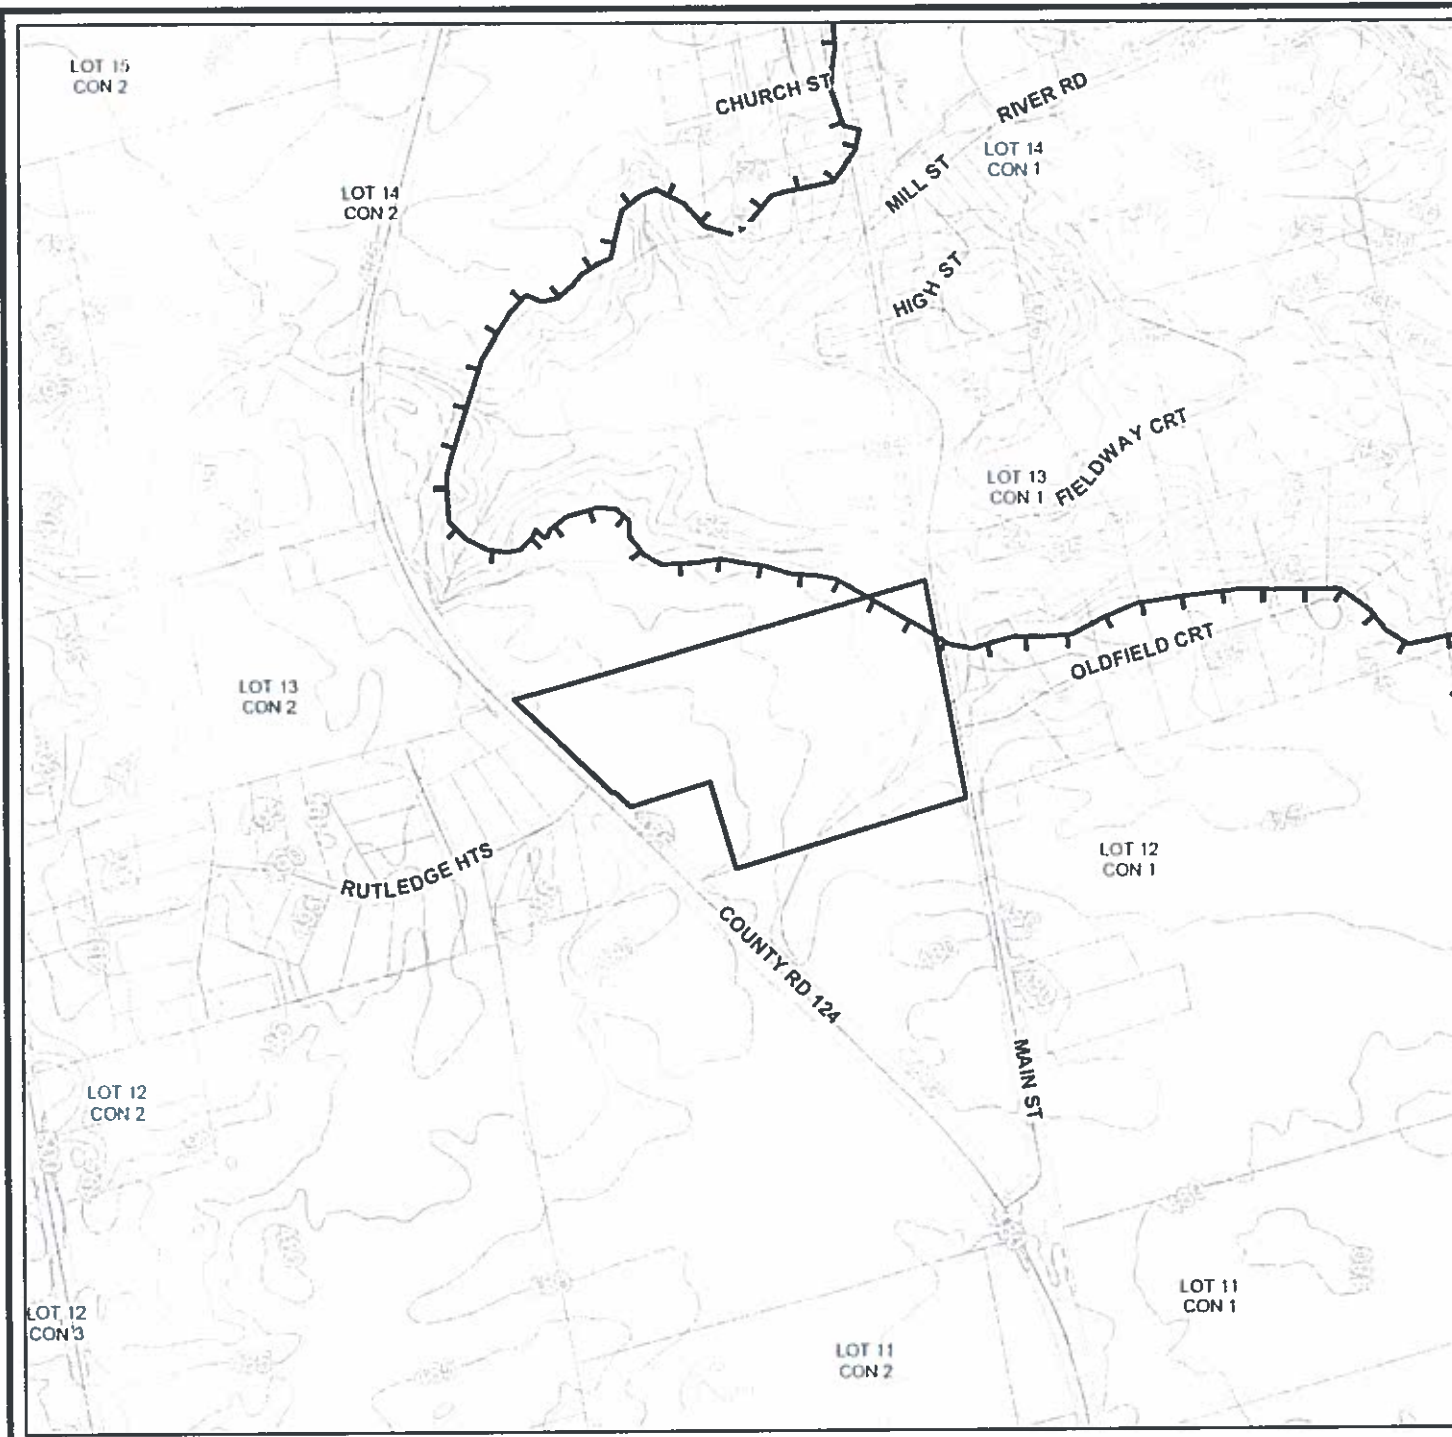 LOT 15
CON 2
CHURCH ST
RIVER RD
LOT 14
CON 1
MILL ST
LOT 14
CON 2
HIGH ST
FIELDWAY CRT
LOT 13
CON 1
OLDFIELD CRT
LOT 13
CON 2
RUTLEDGE HTS
LOT 12
CON 1
COUNTY RD 124
MAIN ST
LOT 12
CON 2
LOT 11
CON 1
LOT 12
CON 3
LOT 11
CON 2